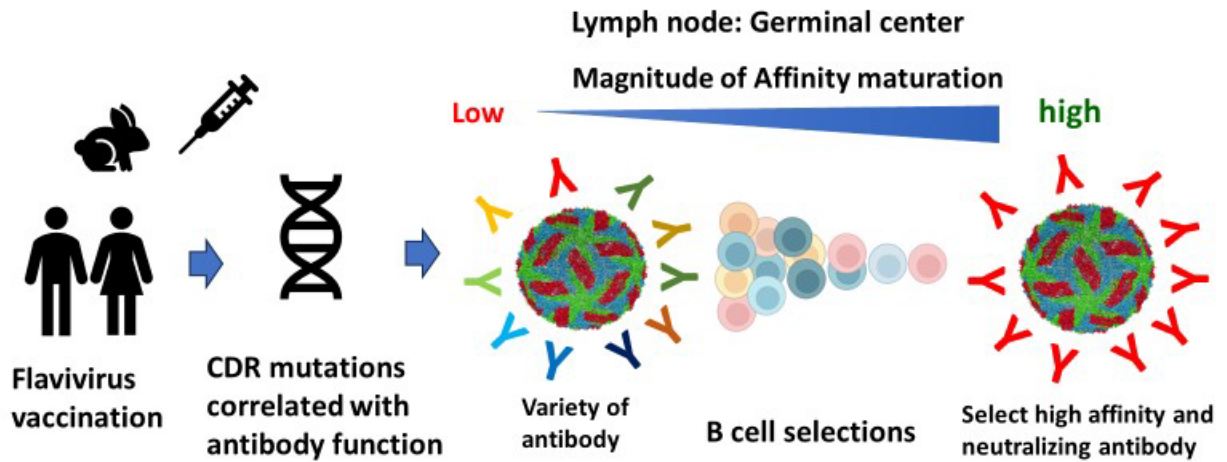 Lymph node: Germinal center
Magnitude of Affinity maturation
Low
high
Flavivirus
vaccination
CDR mutations
correlated with
antibody function
Variety of
antibody
B cell selections
Select high affinity and
neutralizing antibody